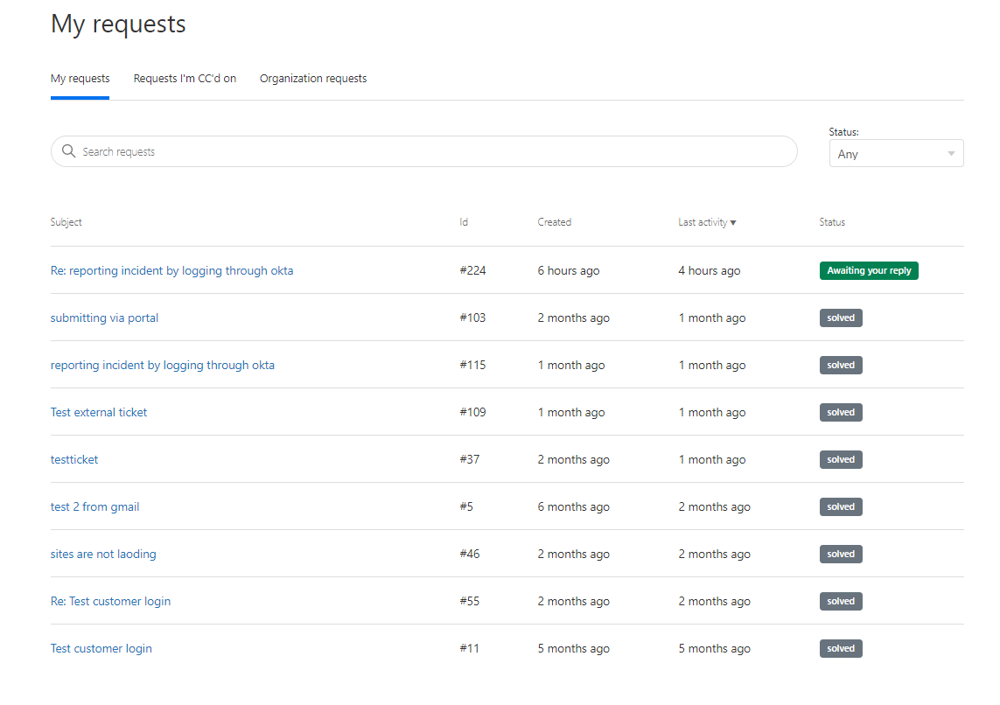 My requests
My requests Requests I'm CC'd on Organization requests
Status:
Search requests Any
Subject Id Created Last activity ▼ Status
Re: reporting incident by logging through okta #224 6 hours ago 4 hours ago Awaiting your reply
submitting via portal #103 2 months ago 1 month ago solved
reporting incident by logging through okta #115 1 month ago 1 month ago solved
Test external ticket #109 1 month ago 1 month ago solved
testticket #37 2 months ago 1 month ago solved
test 2 from gmail #5 6 months ago 2 months ago solved
sites are not laoding #46 2 months ago 2 months ago solved
Re: Test customer login #55 2 months ago 2 months ago solved
Test customer login #11 5 months ago 5 months ago solved